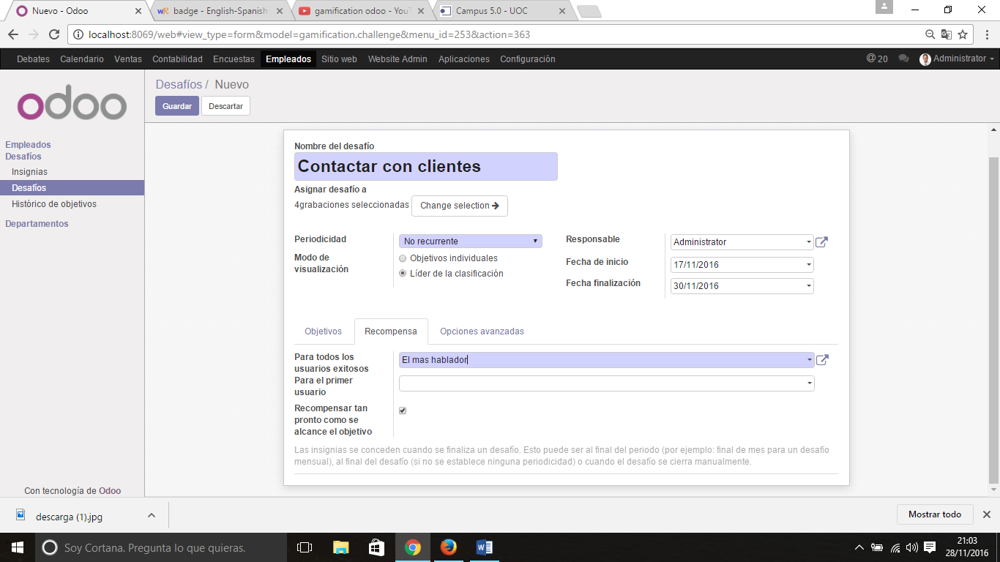 Nuevo - Odoo
badge - English-Spanish
gamification odoo - YouT
Campus 5.0 - UOC
localhost:8069/web#view_type=form&model=gamification.challenge&menu_id=253&action=363
Debates Calendario Ventas Contabilidad Encuestas Empleados Sitio web Website Admin Aplicaciones Configuración @ 20 Administrator
odoo
Desafíos / Nuevo
Guardar Descartar
Empleados
Desafíos
Insignias
Desafíos
Histórico de objetivos
Departamentos
Con tecnología de Odoo
Nombre del desafío
Contactar con clientes
Asignar desafío a
4grabaciones seleccionadas Change selection
Periodicidad No recurrente
Modo de visualización
Objetivos individuales
Líder de la clasificación
Responsable Administrator
Fecha de inicio 17/11/2016
Fecha finalización 30/11/2016
Objetivos Recompensa Opciones avanzadas
Para todos los
usuarios exitosos
El mas hablador
Para el primer
usuario
Recompensar tan
pronto como se
alcance el objetivo
Las insignias se conceden cuando se finaliza un desafío. Esto puede ser al final del periodo (por ejemplo: final de mes para un desafío
mensual), al final del desafío (si no se establece ninguna periodicidad) o cuando el desafío se cierra manualmente.
descarga (1).jpg
Mostrar todo
Soy Cortana. Pregunta lo que quieras.
21:03
28/11/2016